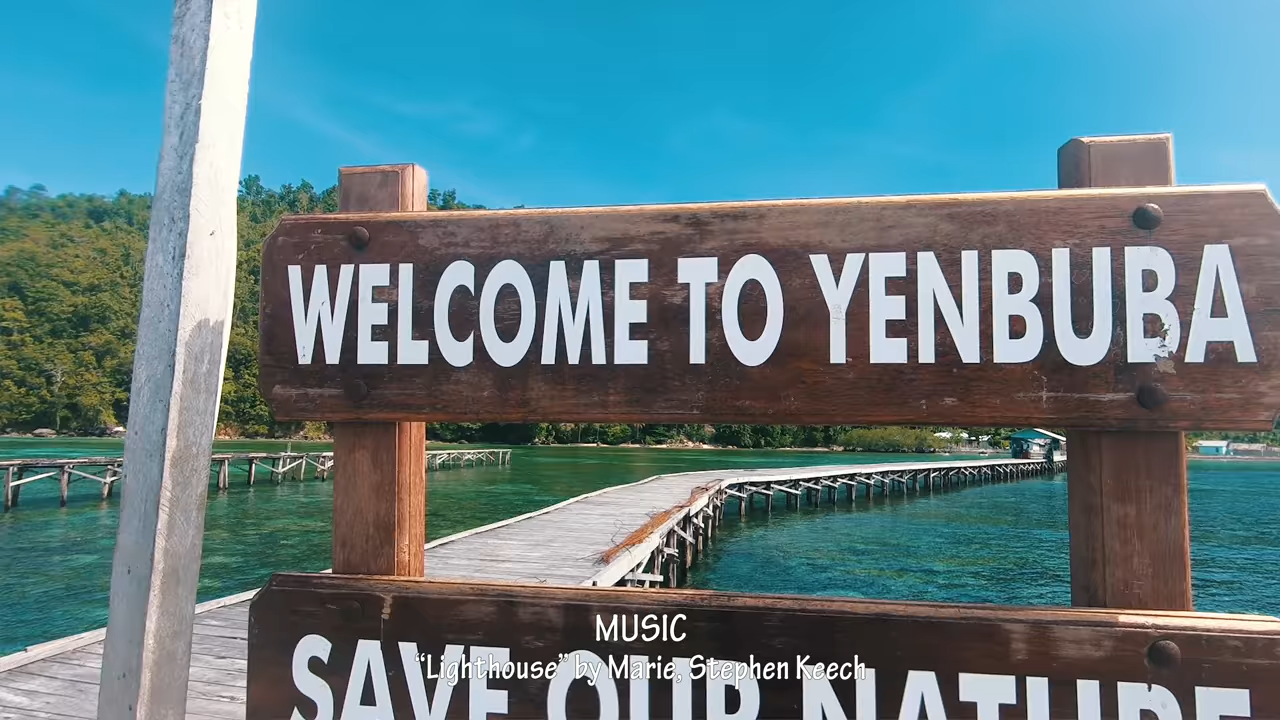 WELCOME TO YENBUBA
MUSIC
“Lighthouse” by Marie, Stephen Keech
SAVE OUR NATURE